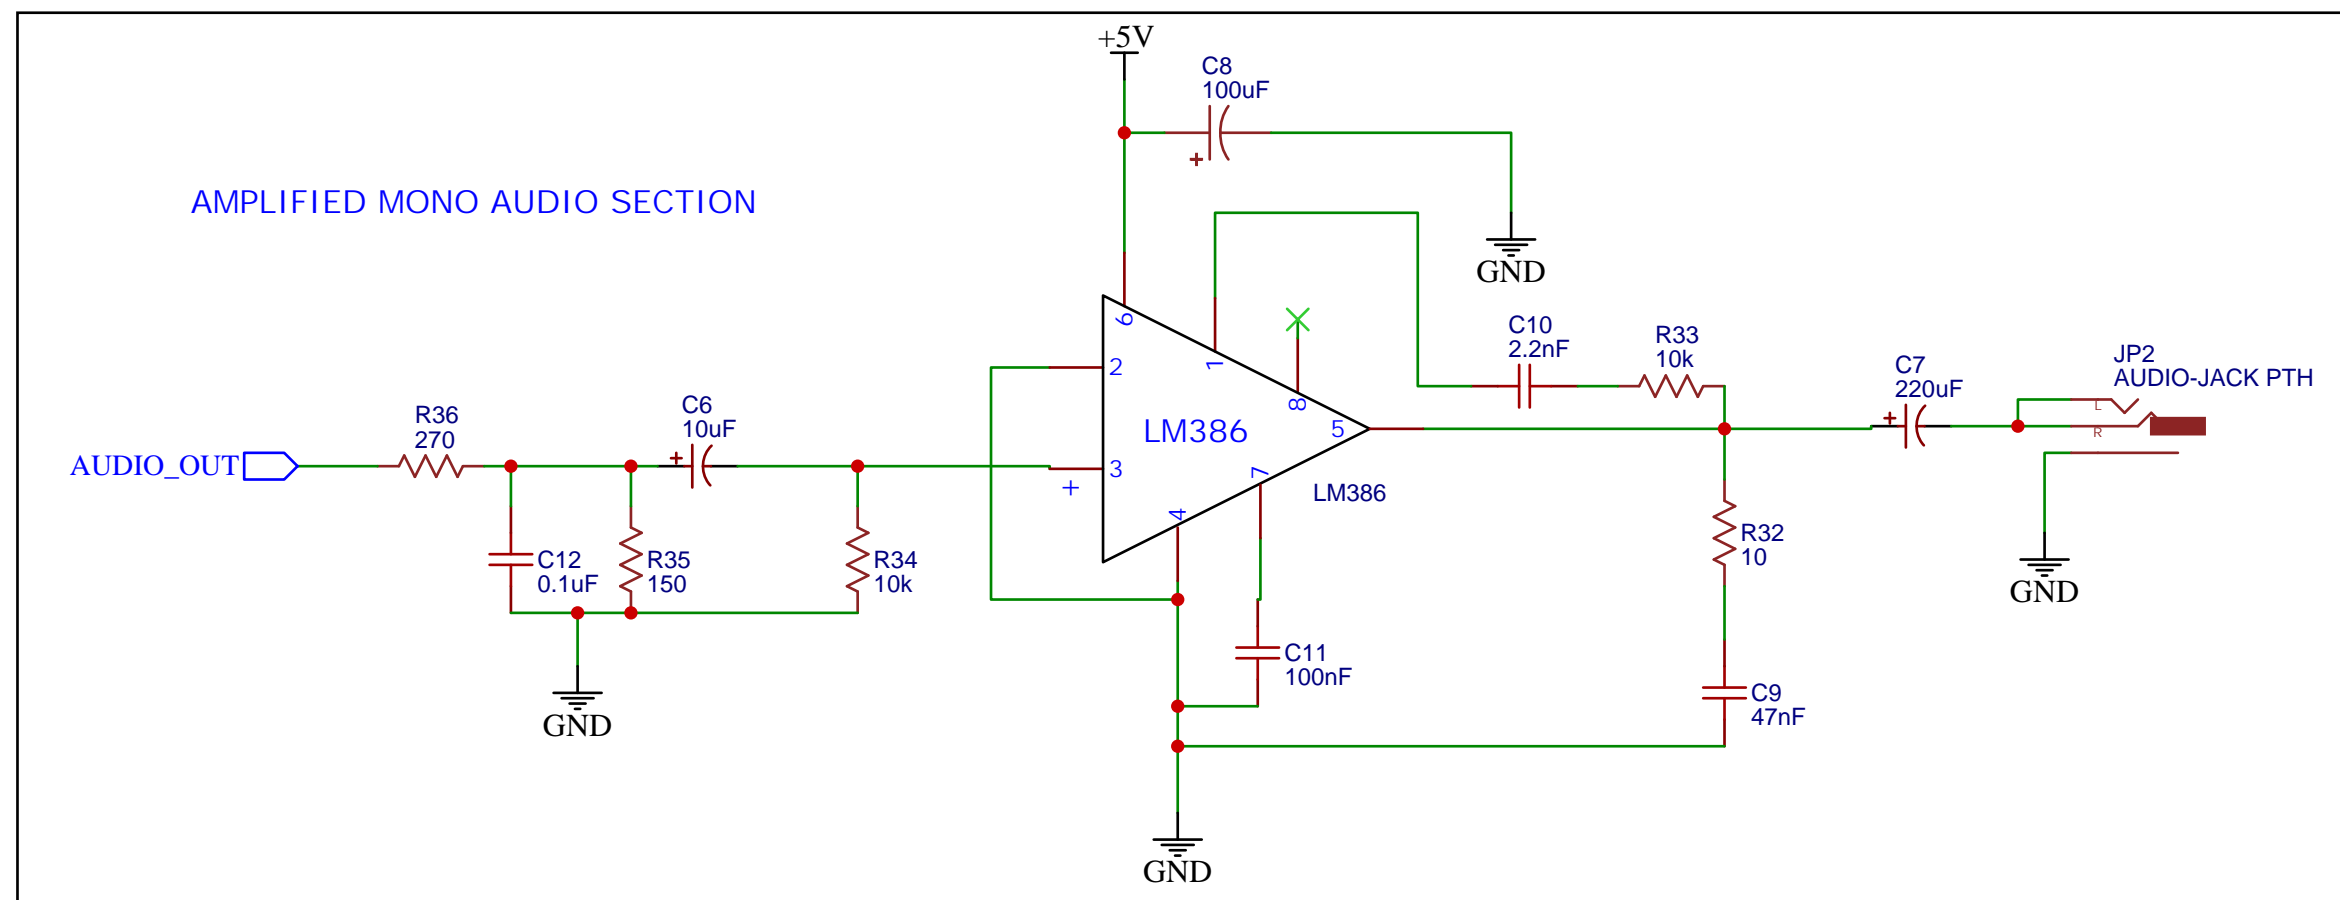 +5V
C8
100uF
AMPLIFIED MONO AUDIO SECTION
GND
6
1
8
2
3
+
LM386
5
7
4
LM386
C10
2.2nF
R33
10k
C7
220uF
JP2
AUDIO-JACK PTH
L
R
GND
AUDIO_OUT
R36
270
C6
10uF
+
C12
0.1uF
R35
150
R34
10k
GND
C11
100nF
R32
10
C9
47nF
GND